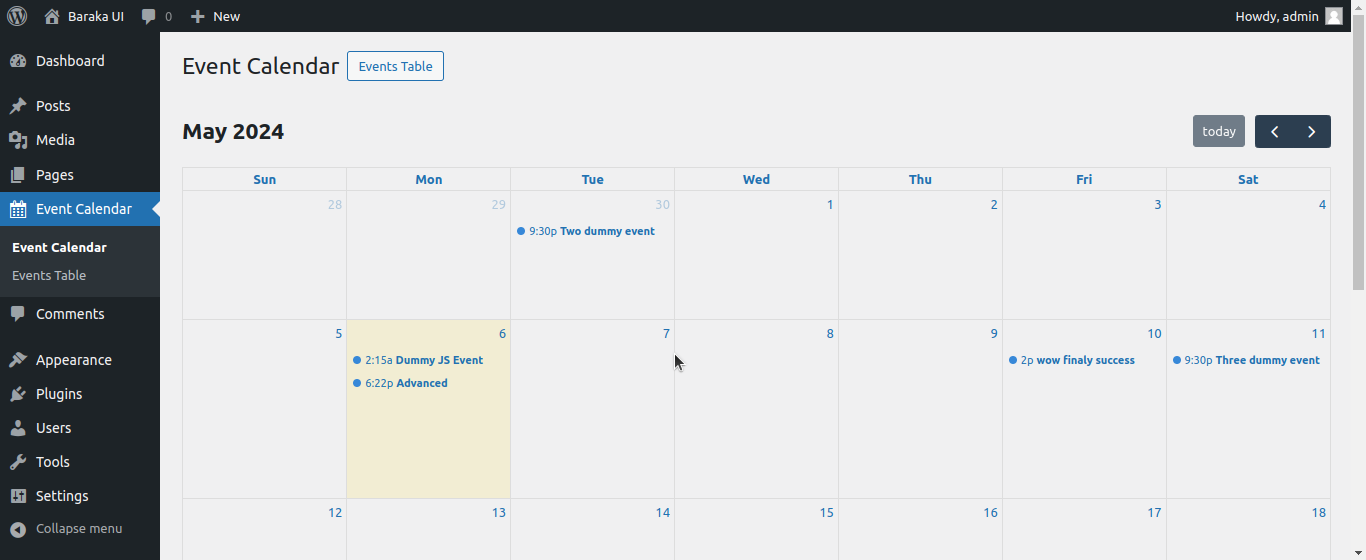 Baraka UI 0 New Howdy, admin
Dashboard
Posts
Media
Pages
Event Calendar
Event Calendar
Events Table
Comments
Appearance
Plugins
Users
Tools
Settings
Collapse menu
Event Calendar Events Table
May 2024 today
Sun Mon Tue Wed Thu Fri Sat
28 29 30 1 2 3 4
9:30p Two dummy event
5 6 7 8 9 10 11
2:15a Dummy JS Event 2p wow finaly success 9:30p Three dummy event
6:22p Advanced
12 13 14 15 16 17 18